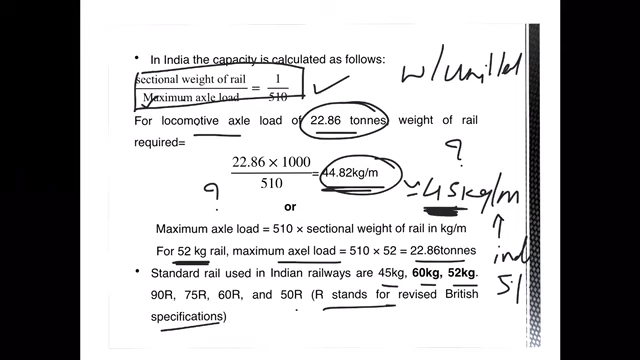 • In India the capacity is calculated as follows:
sectional weight of rail / Maximum axle load = 1 / 510
For locomotive axle load of 22.86 tonnes weight of rail
required=
22.86 × 1000 / 510 = 44.82kg/m
≃ 45kg/m
or
Maximum axle load = 510 × sectional weight of rail in kg/m
For 52 kg rail, maximum axel load = 510 × 52 = 22.86tonnes
• Standard rail used in Indian railways are 45kg, 60kg, 52kg.
90R, 75R, 60R, and 50R (R stands for revised British
specifications)